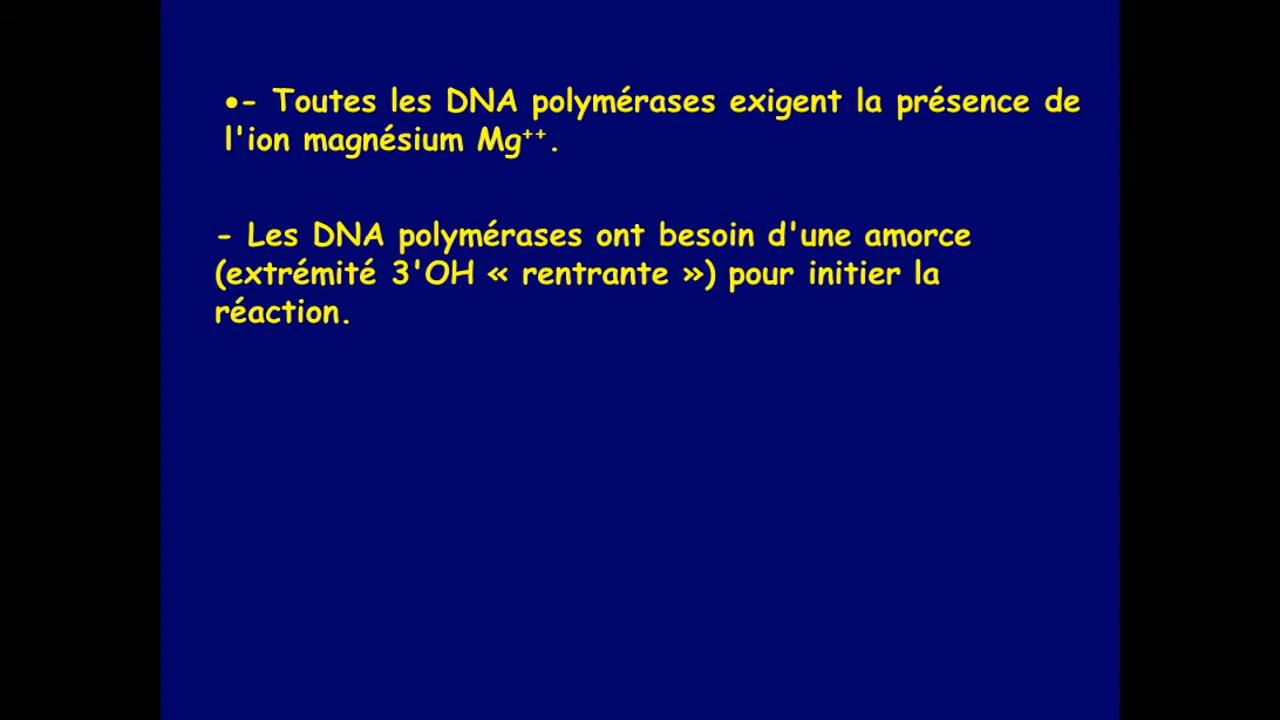 •- Toutes les DNA polymérases exigent la présence de
l'ion magnésium Mg⁺⁺.
- Les DNA polymérases ont besoin d'une amorce
(extrémité 3'OH « rentrante ») pour initier la
réaction.